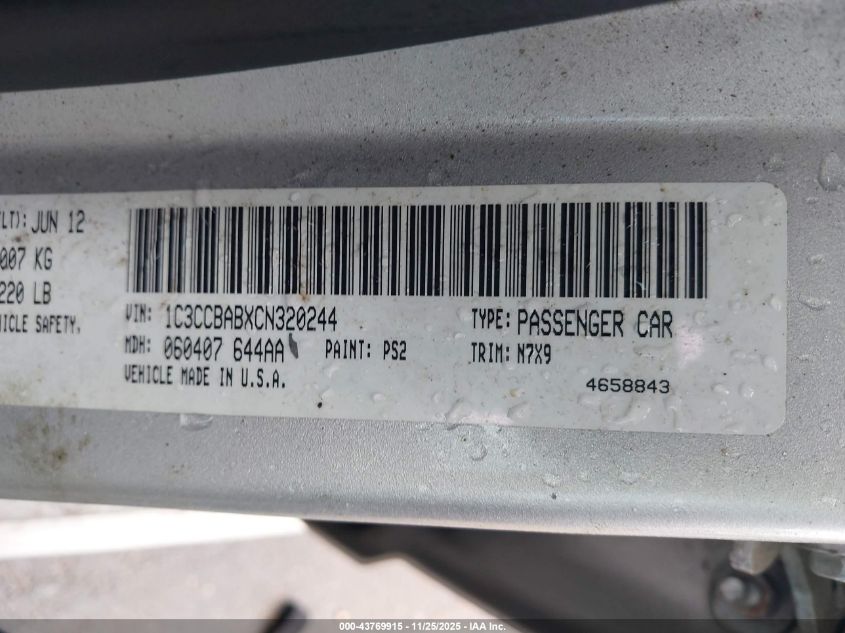 LT): JUN 12
007 KG
220 LB
HICLE SAFETY,
VIN: 1C3CCBABXCN320244
TYPE: PASSENGER CAR
MDH: 060407 644AA
PAINT: PS2
TRIM: N7X9
VEHICLE MADE IN U.S.A.
4658843
000-43769915 | 11/25/2025 | IAA Inc.